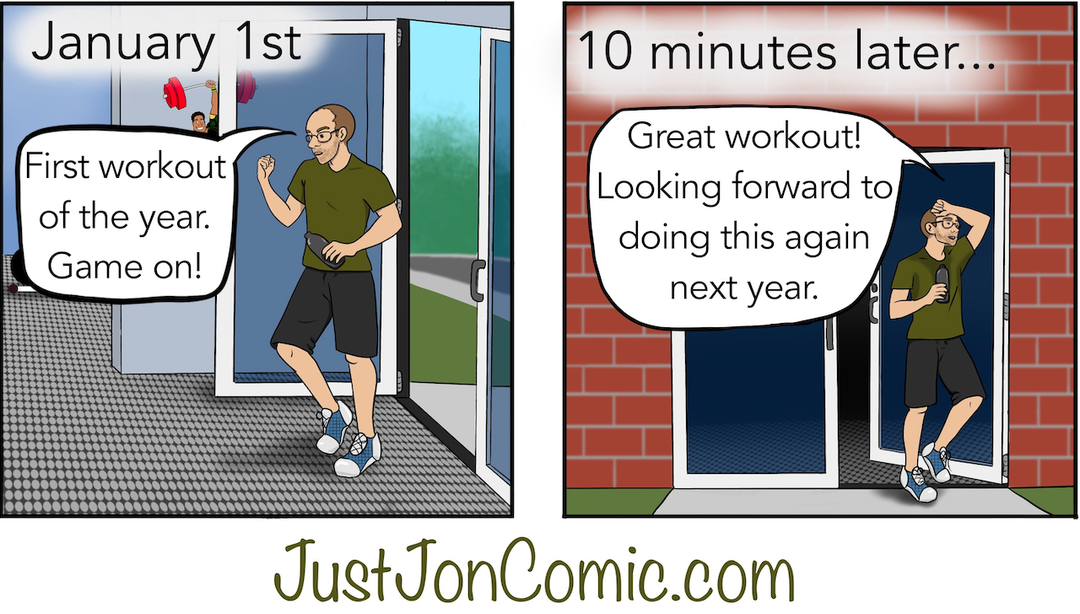 January 1st
First workout
of the year.
Game on!
10 minutes later...
Great workout!
Looking forward to
doing this again
next year.
JustJonComic.com